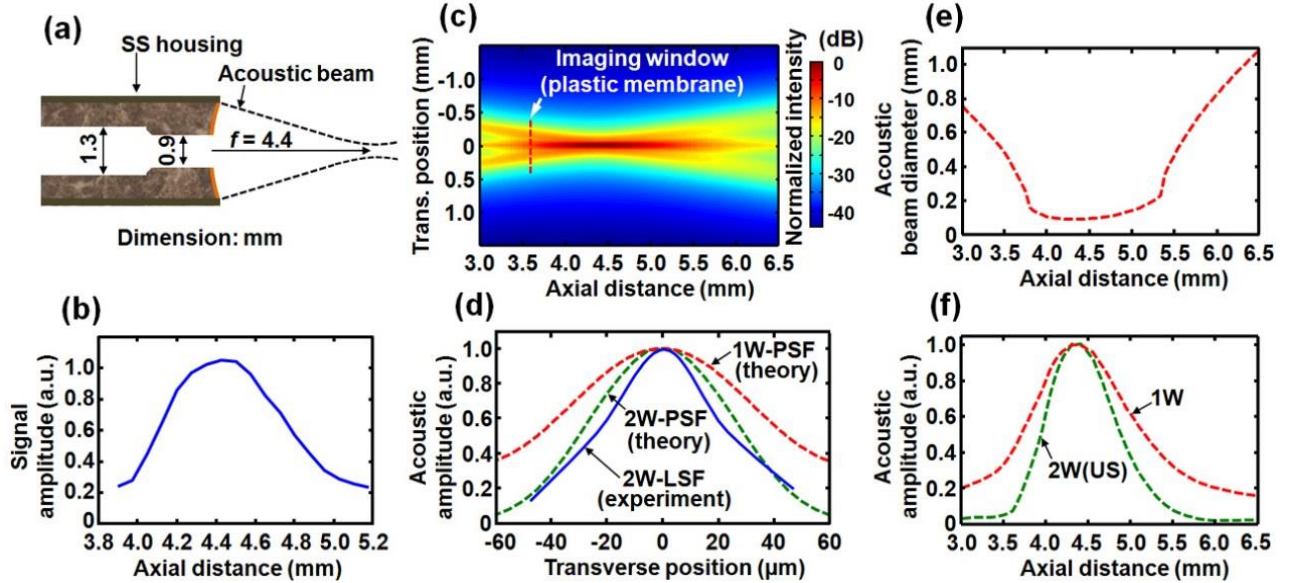 (a)
SS housing
Acoustic beam
1.3
0.9
f = 4.4
Dimension: mm
(b)
Signal
amplitude (a.u.)
1.0
0.8
0.6
0.4
0.2
0
3.8 4.0 4.2 4.4 4.6 4.8 5.0 5.2
Axial distance (mm)
(c)
Trans. position (mm)
-1.0
-0.5
0
0.5
1.0
Imaging window
(plastic membrane)
3.0 3.5 4.0 4.5 5.0 5.5 6.0 6.5
Axial distance (mm)
Normalized intensity
(dB)
0
-10
-20
-30
-40
(d)
Acoustic
amplitude (a.u.)
1.0
0.8
0.6
0.4
0.2
0
1W-PSF
(theory)
2W-PSF
(theory)
2W-LSF
(experiment)
-60 -40 -20 0 20 40 60
Transverse position (μm)
(e)
Acoustic
beam diameter (mm)
1.0
0.8
0.6
0.4
0.2
0
3.0 3.5 4.0 4.5 5.0 5.5 6.0 6.5
Axial distance (mm)
(f)
Acoustic
amplitude (a.u.)
1.0
0.8
0.6
0.4
0.2
0
1W
2W(US)
3.0 3.5 4.0 4.5 5.0 5.5 6.0 6.5
Axial distance (mm)